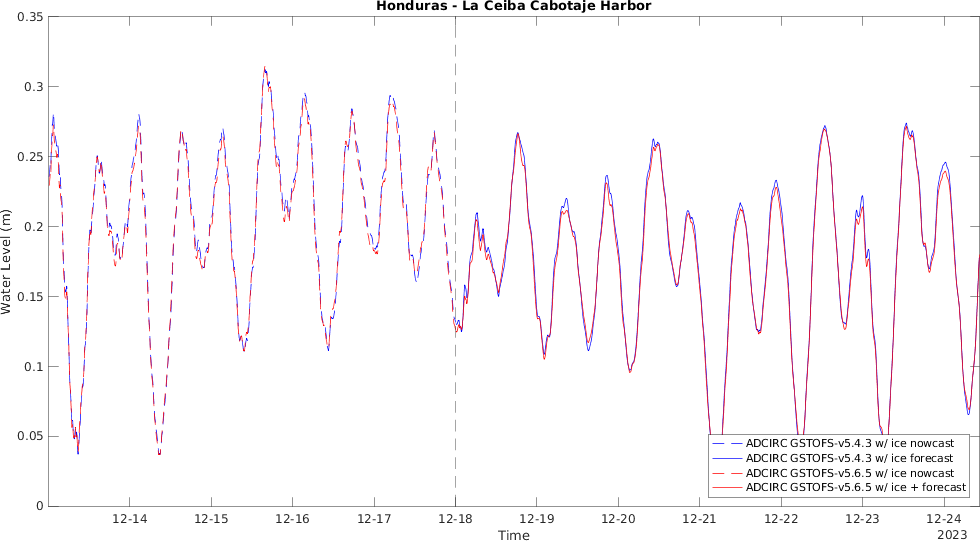 Honduras - La Ceiba Cabotaje Harbor
0.35
0.3
0.25
0.2
0.15
0.1
0.05
0
Water Level (m)
ADCIRC GSTOFS-v5.4.3 w/ ice nowcast
ADCIRC GSTOFS-v5.4.3 w/ ice forecast
ADCIRC GSTOFS-v5.6.5 w/ ice nowcast
ADCIRC GSTOFS-v5.6.5 w/ ice + forecast
12-14 12-15 12-16 12-17 12-18 12-19 12-20 12-21 12-22 12-23 12-24
Time
2023